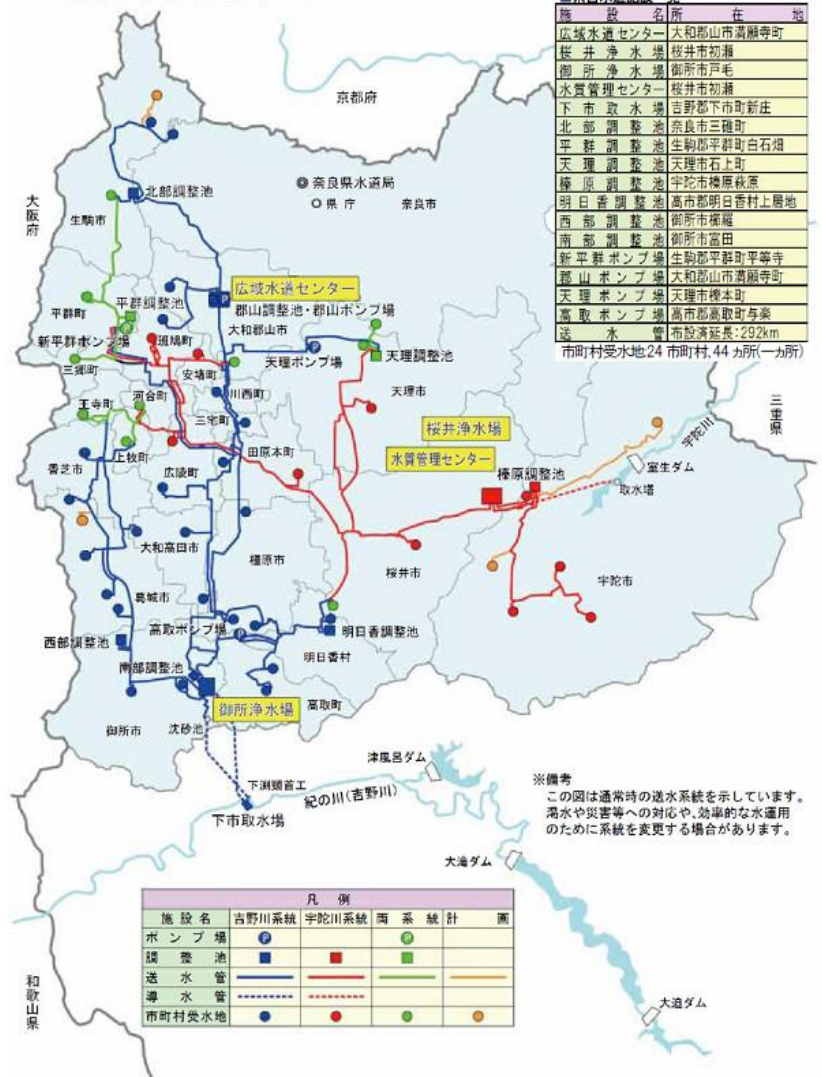 施設名 所在地
広域水道センター 大和郡山市満願寺町
桜井浄水場 桜井市初瀬
御所浄水場 御所市戸毛
水質管理センター 桜井市初瀬
下市取水場 吉野郡下市町新庄
北部調整池 奈良市三碓町
平群調整池 生駒郡平群町白石畑
天理調整池 天理市石上町
榛原調整池 宇陀市榛原萩原
明日香調整池 高市郡明日香村上居地
西部調整池 御所市櫛羅
南部調整池 御所市富田
新平群ポンプ場 生駒郡平群町平等寺
郡山ポンプ場 大和郡山市満願寺町
天理ポンプ場 天理市櫟本町
高取ポンプ場 高市郡高取町与楽
送水管 布設済延長:292km
市町村受水地:24 市町村、44 ヵ所(一ヵ所)
京都府
大阪府
奈良県水道局
県庁 奈良市
北部調整池
生駒市
広域水道センター
郡山調整池・郡山ポンプ場
平群町
平群調整池
大和郡山市
新平群ポンプ場
斑鳩町
天理ポンプ場
天理調整池
三郷町
安堵町
天理市
王寺町
河合町
川西町
三宅町
桜井浄水場
水質管理センター
三重県
宇陀川
室生ダム
取水塔
榛原調整池
上牧町
田原本町
香芝市
広陵町
大和高田市
橿原市
桜井市
宇陀市
葛城市
西部調整池
高取ポンプ場
明日香調整池
明日香村
南部調整池
御所浄水場
高取町
御所市
沈砂池
下渕頭首工
紀の川(吉野川)
下市取水場
津風呂ダム
大滝ダム
大迫ダム
和歌山県
※備考
この図は通常時の送水系統を示しています。
渇水や災害等への対応や、効率的な水運用
のために系統を変更する場合があります。
凡例
施設名 吉野川系統 宇陀川系統 両系統 計画
ポンプ場 P P
調整池
送水管
導水管
市町村受水地